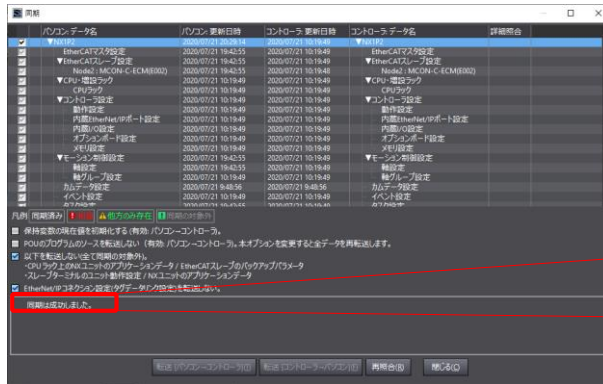 同期
パソコン:データ名 パソコン:更新日時 コントローラ:更新日時 コントローラ:データ名 詳細照合
▼NX1P2 2020/07/21 20:29:14 2020/07/21 10:19:49 ▼NX1P2
EtherCATマスタ設定 2020/07/21 19:42:55 2020/07/21 10:19:49 EtherCATマスタ設定
▼EtherCATスレーブ設定 2020/07/21 19:42:55 2020/07/21 10:19:49 ▼EtherCATスレーブ設定
Node2 : MCON-C-ECM(E002) 2020/07/21 19:42:55 2020/07/21 10:19:48 Node2 : MCON-C-ECM(E002)
▼CPU・増設ラック 2020/07/21 10:19:49 2020/07/21 10:19:49 ▼CPU・増設ラック
CPUラック 2020/07/21 10:19:49 2020/07/21 10:19:49 CPUラック
▼コントローラ設定 2020/07/21 10:19:49 2020/07/21 10:19:49 ▼コントローラ設定
動作設定 2020/07/21 10:19:49 2020/07/21 10:19:49 動作設定
内蔵EtherNet/IPポート設定 2020/07/21 10:19:49 2020/07/21 10:19:49 内蔵EtherNet/IPポート設定
内蔵I/O設定 2020/07/21 10:19:49 2020/07/21 10:19:49 内蔵I/O設定
オプションボード設定 2020/07/21 10:19:49 2020/07/21 10:19:49 オプションボード設定
メモリ設定 2020/07/21 10:19:49 2020/07/21 10:19:49 メモリ設定
▼モーション制御設定 2020/07/21 19:42:55 2020/07/21 10:19:49 ▼モーション制御設定
軸設定 2020/07/21 19:42:55 2020/07/21 10:19:49 軸設定
軸グループ設定 2020/07/21 10:19:49 2020/07/21 10:19:49 軸グループ設定
カムデータ設定 2020/07/21 9:48:56 2020/07/21 10:19:49 カムデータ設定
イベント設定 2020/07/21 10:19:49 2020/07/21 10:19:49 イベント設定
タスク設定
凡例 同期済み 他方のみ存在 同期の対象外
保持変数の現在値を初期化する(有効: パソコン→コントローラ)。
POUのプログラムのソースを転送しない (有効: パソコン→コントローラ)。本オプションを変更すると全データを再転送します。
以下を転送しない(全て同期の対象外)。
・CPU ラック上のNXユニットのアプリケーションデータ / EtherCATスレーブのバックアップパラメータ
・スレーブターミナルのユニット動作設定 / NXユニットのアプリケーションデータ
EtherNet/IPコネクション設定(タグデータリンク設定)を転送しない。
同期は成功しました。
転送 [パソコン→コントローラ](T) 転送 [コントローラ→パソコン](F) 再照合(R) 閉じる(C)